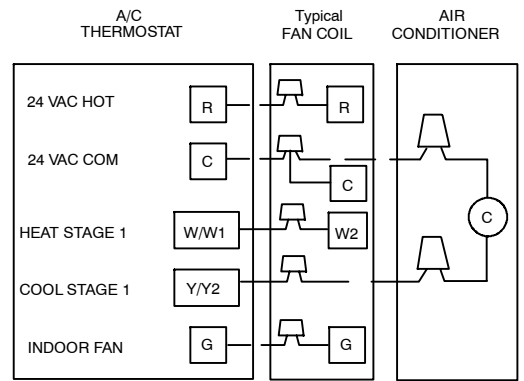 A/C
THERMOSTAT
Typical
FAN COIL
AIR
CONDITIONER
24 VAC HOT
R
R
24 VAC COM
C
C
HEAT STAGE 1
W/W1
W2
C
COOL STAGE 1
Y/Y2
INDOOR FAN
G
G